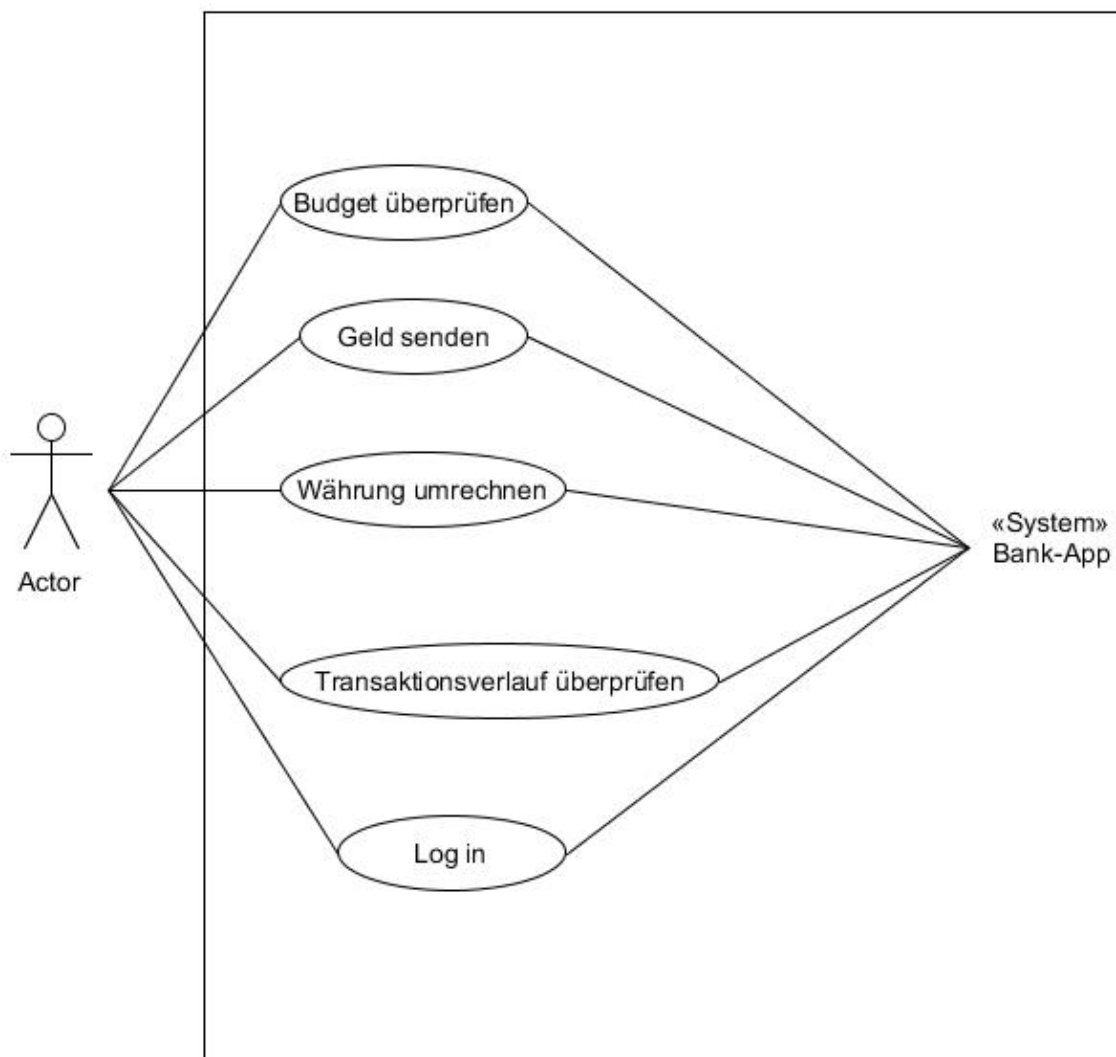 Budget überprüfen
Geld senden
Währung umrechnen
«System»
Bank-App
Actor
Transaktionsverlauf überprüfen
Log in